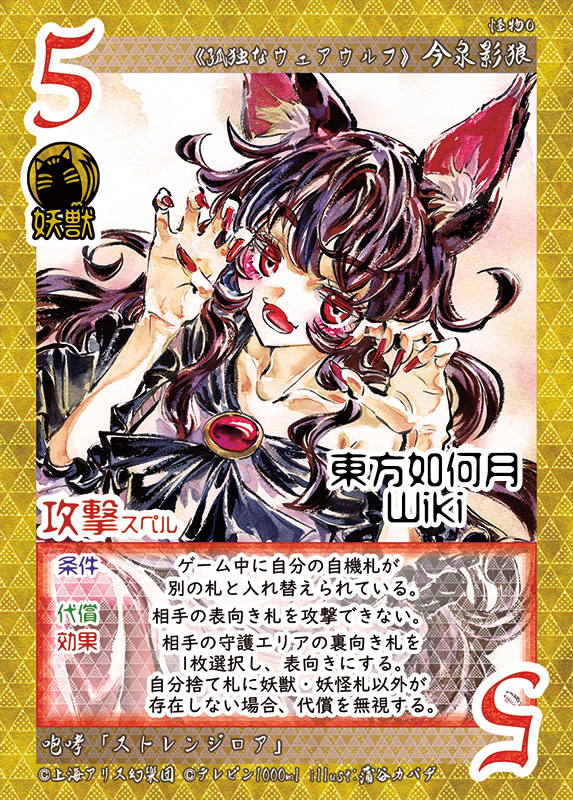 怪物0
5
《孤独なウェアウルフ》今泉影狼
妖獣
東方如何月
Wiki
攻撃スペル
条件
ゲーム中に自分の自機札が
別の札と入れ替えられている。
代償
相手の表向き札を攻撃できない。
効果
相手の守護エリアの裏向き札を
1枚選択し、表向きにする。
自分捨て札に妖獣・妖怪札以外が
存在しない場合、代償を無視する。
5
咆哮「ストレンジロア」
©上海アリス幻樂団 ©テレピン1000ml illust:蒲谷カバヂ